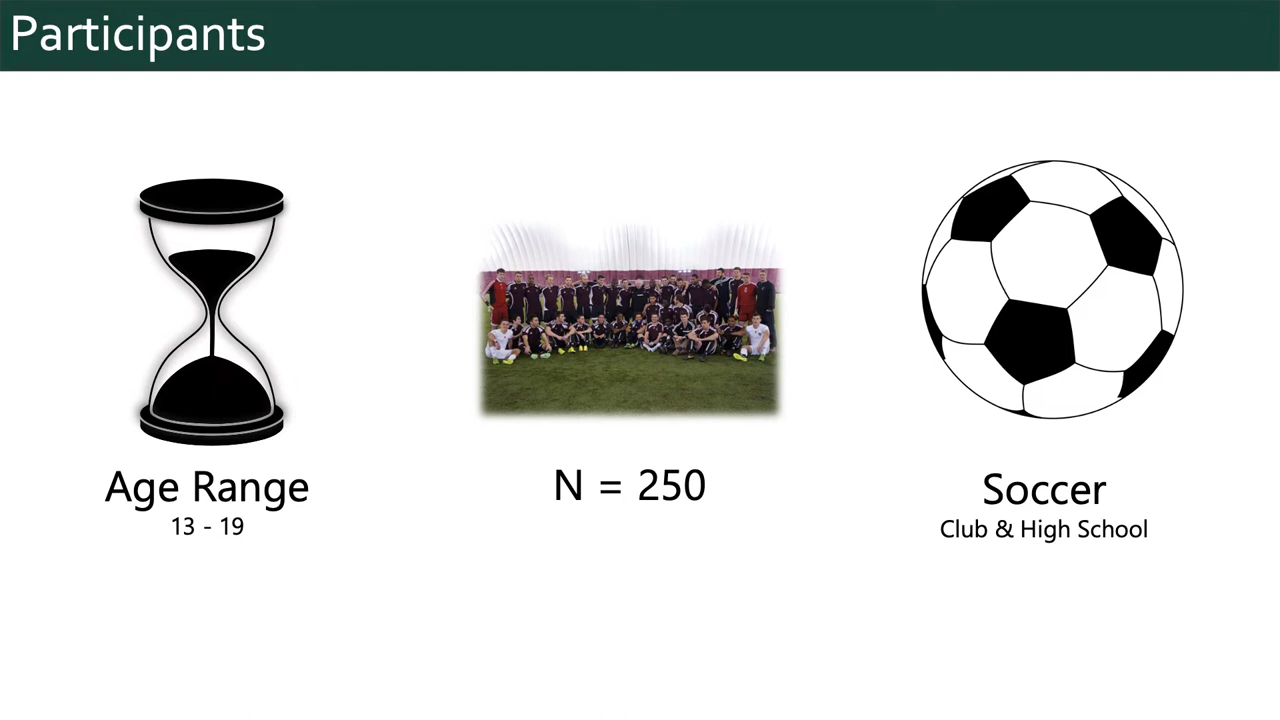 Participants
Age Range
13 - 19
N = 250
Soccer
Club & High School